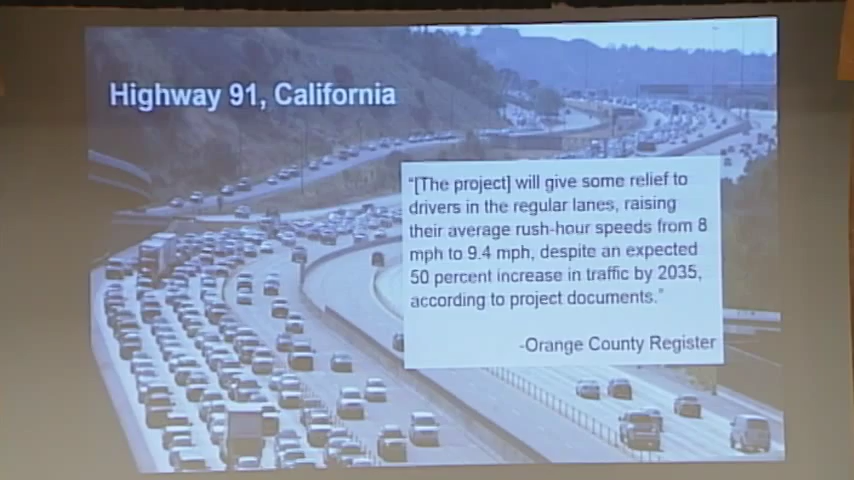 Highway 91, California
“[The project] will give some relief to
drivers in the regular lanes, raising
their average rush-hour speeds from 8
mph to 9.4 mph, despite an expected
50 percent increase in traffic by 2035,
according to project documents.”
-Orange County Register